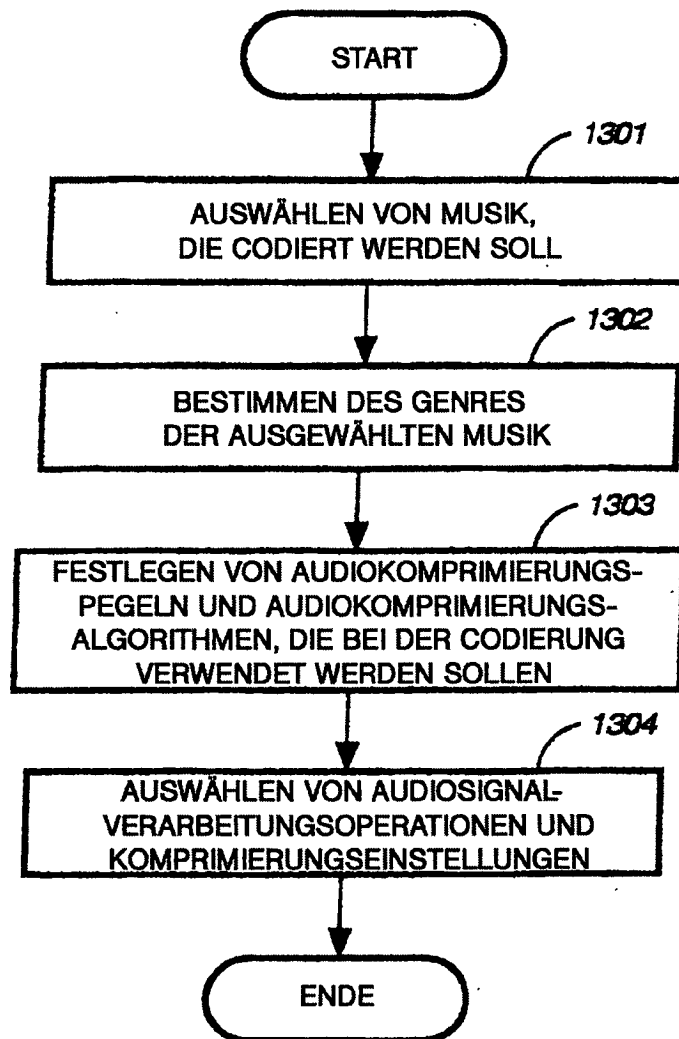 START
1301
AUSWÄHLEN VON MUSIK,
DIE CODIERT WERDEN SOLL
1302
BESTIMMEN DES GENRES
DER AUSGEWÄHLTEN MUSIK
1303
FESTLEGEN VON AUDIOKOMPRIMIERUNGS-
PEGELN UND AUDIOKOMPRIMIERUNGS-
ALGORITHMEN, DIE BEI DER CODIERUNG
VERWENDET WERDEN SOLLEN
1304
AUSWÄHLEN VON AUDIOSIGNAL-
VERARBEITUNGSOPERATIONEN UND
KOMPRIMIERUNGSEINSTELLUNGEN
ENDE